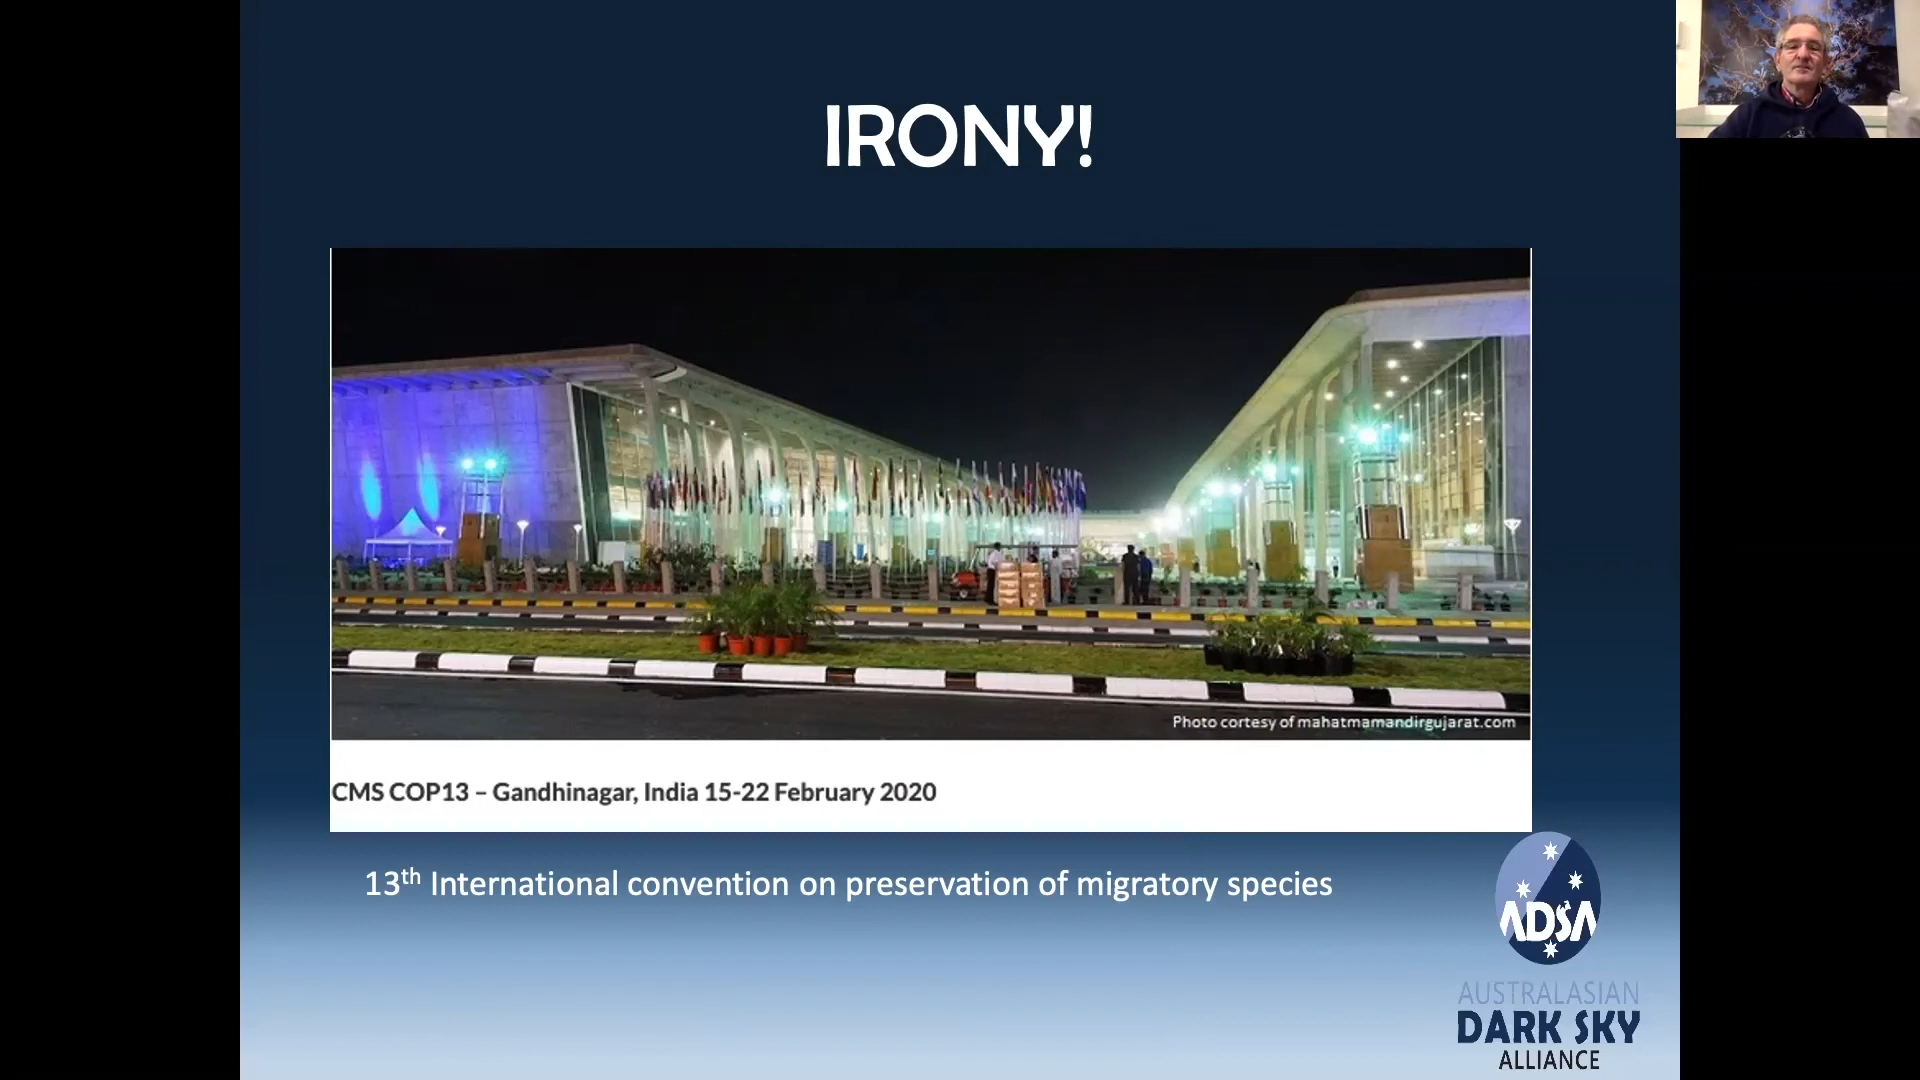 IRONY!
Photo cortesy of mahatmamandirgujarat.com
CMS COP13 – Gandhinagar, India 15-22 February 2020
13th International convention on preservation of migratory species
ADSA
AUSTRALASIAN
DARK SKY
ALLIANCE